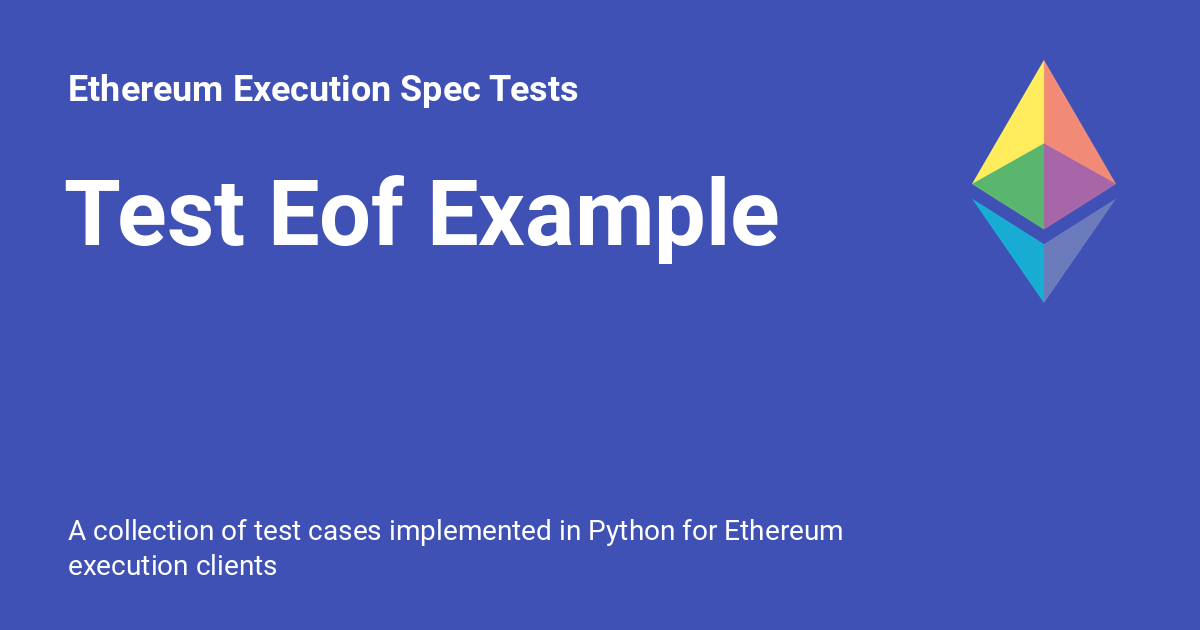 Ethereum Execution Spec Tests
Test Eof Example
A collection of test cases implemented in Python for Ethereum
execution clients